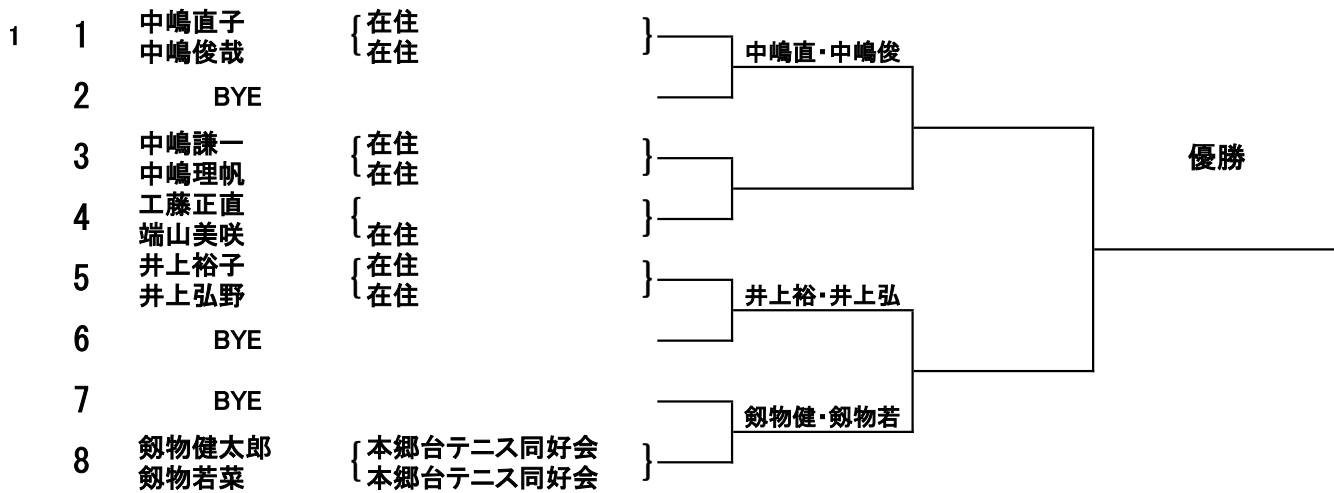 1 1 中嶋直子 在住
中嶋俊哉 在住
中嶋直・中嶋俊
2 BYE
3 中嶋謙一 在住
中嶋理帆 在住
優勝
4 工藤正直
端山美咲 在住
5 井上裕子 在住
井上弘野 在住
井上裕・井上弘
6 BYE
7 BYE
剱物健・剱物若
8 剱物健太郎 本郷台テニス同好会
剱物若菜 本郷台テニス同好会